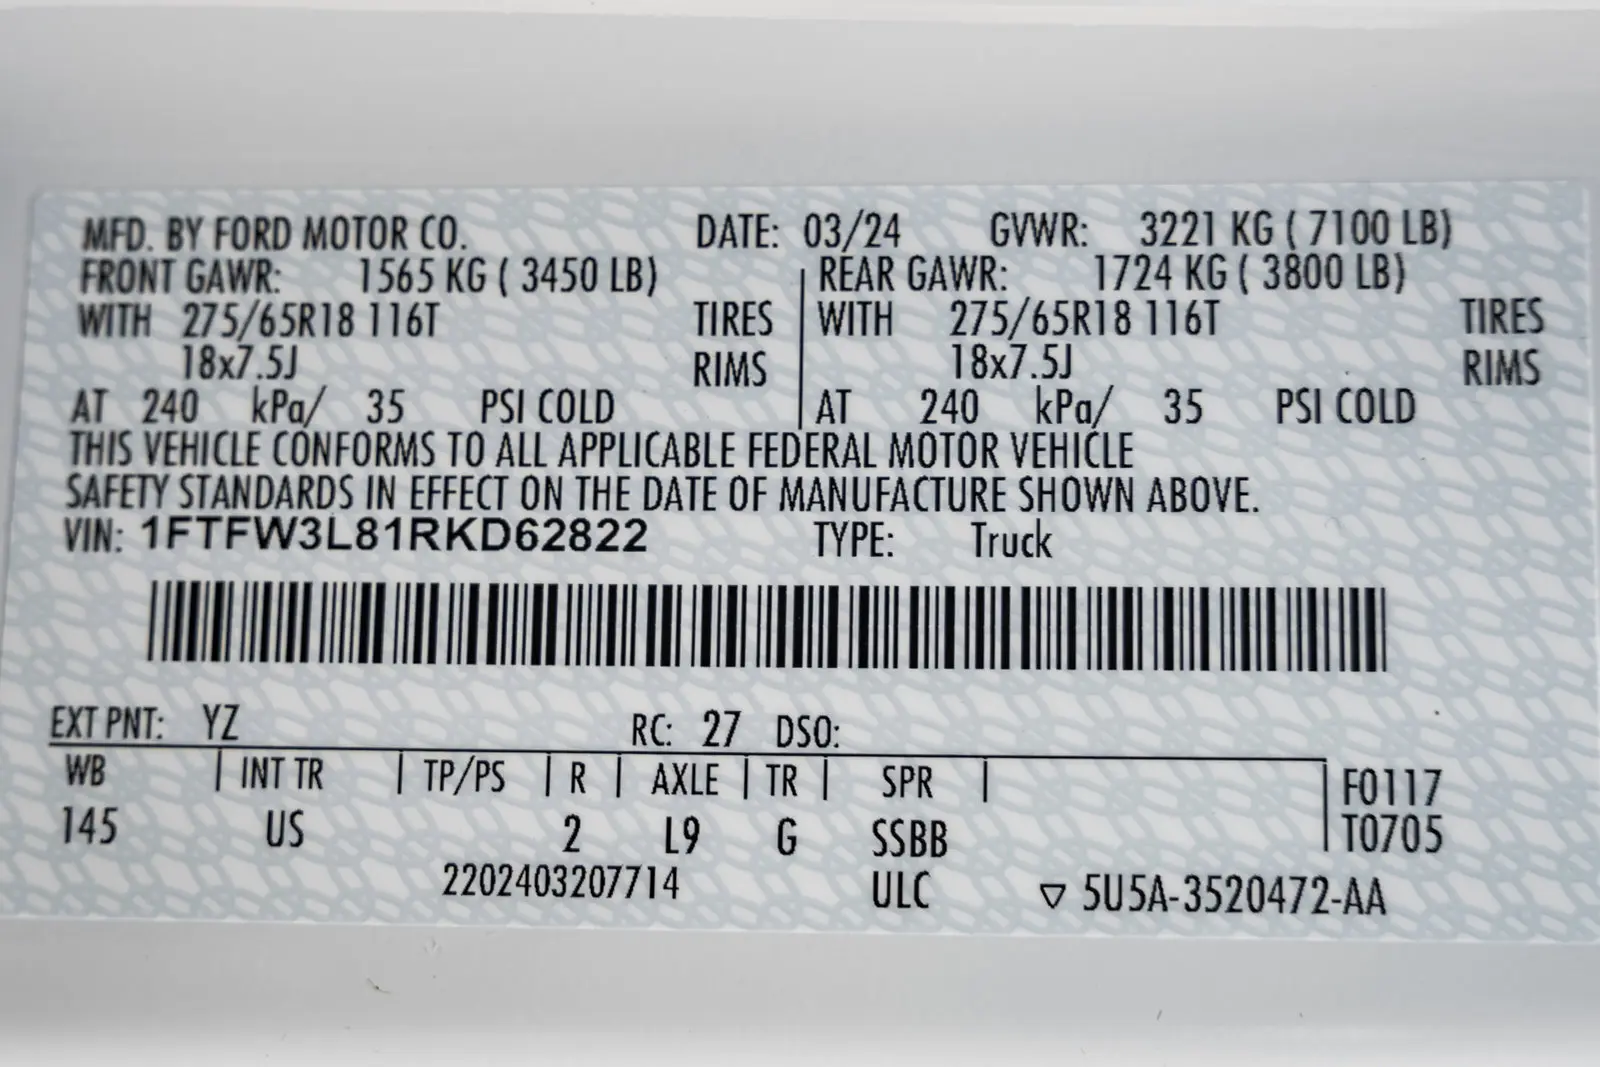 MFD. BY FORD MOTOR CO. DATE: 03/24 GVWR: 3221 KG ( 7100 LB)
FRONT GAWR: 1565 KG ( 3450 LB) REAR GAWR: 1724 KG ( 3800 LB)
WITH 275/65R18 116T TIRES WITH 275/65R18 116T TIRES
18x7.5J RIMS 18x7.5J RIMS
AT 240 kPa/ 35 PSI COLD AT 240 kPa/ 35 PSI COLD
THIS VEHICLE CONFORMS TO ALL APPLICABLE FEDERAL MOTOR VEHICLE
SAFETY STANDARDS IN EFFECT ON THE DATE OF MANUFACTURE SHOWN ABOVE.
VIN: 1FTFW3L81RKD62822 TYPE: Truck
EXT PNT: YZ RC: 27 DSO:
WB | INT TR | TP/PS | R | AXLE | TR | SPR | F0117
145 US 2 L9 G SSBB T0705
2202403207714 ULC ▽ 5U5A-3520472-AA